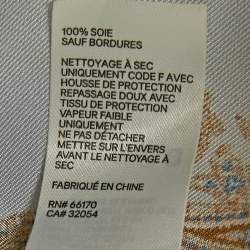 100% SOIE
SAUF BORDURES
NETTOYAGE À SEC
UNIQUEMENT CODE F AVEC
HOUSSE DE PROTECTION
REPASSAGE DOUX AVEC
TISSU DE PROTECTION
VAPEUR FAIBLE
UNIQUEMENT
NE PAS DÉTACHER
METTRE SUR L'ENVERS
AVANT LE NETTOYAGE À
SEC
FABRIQUÉ EN CHINE
RN# 66170
CA# 32054